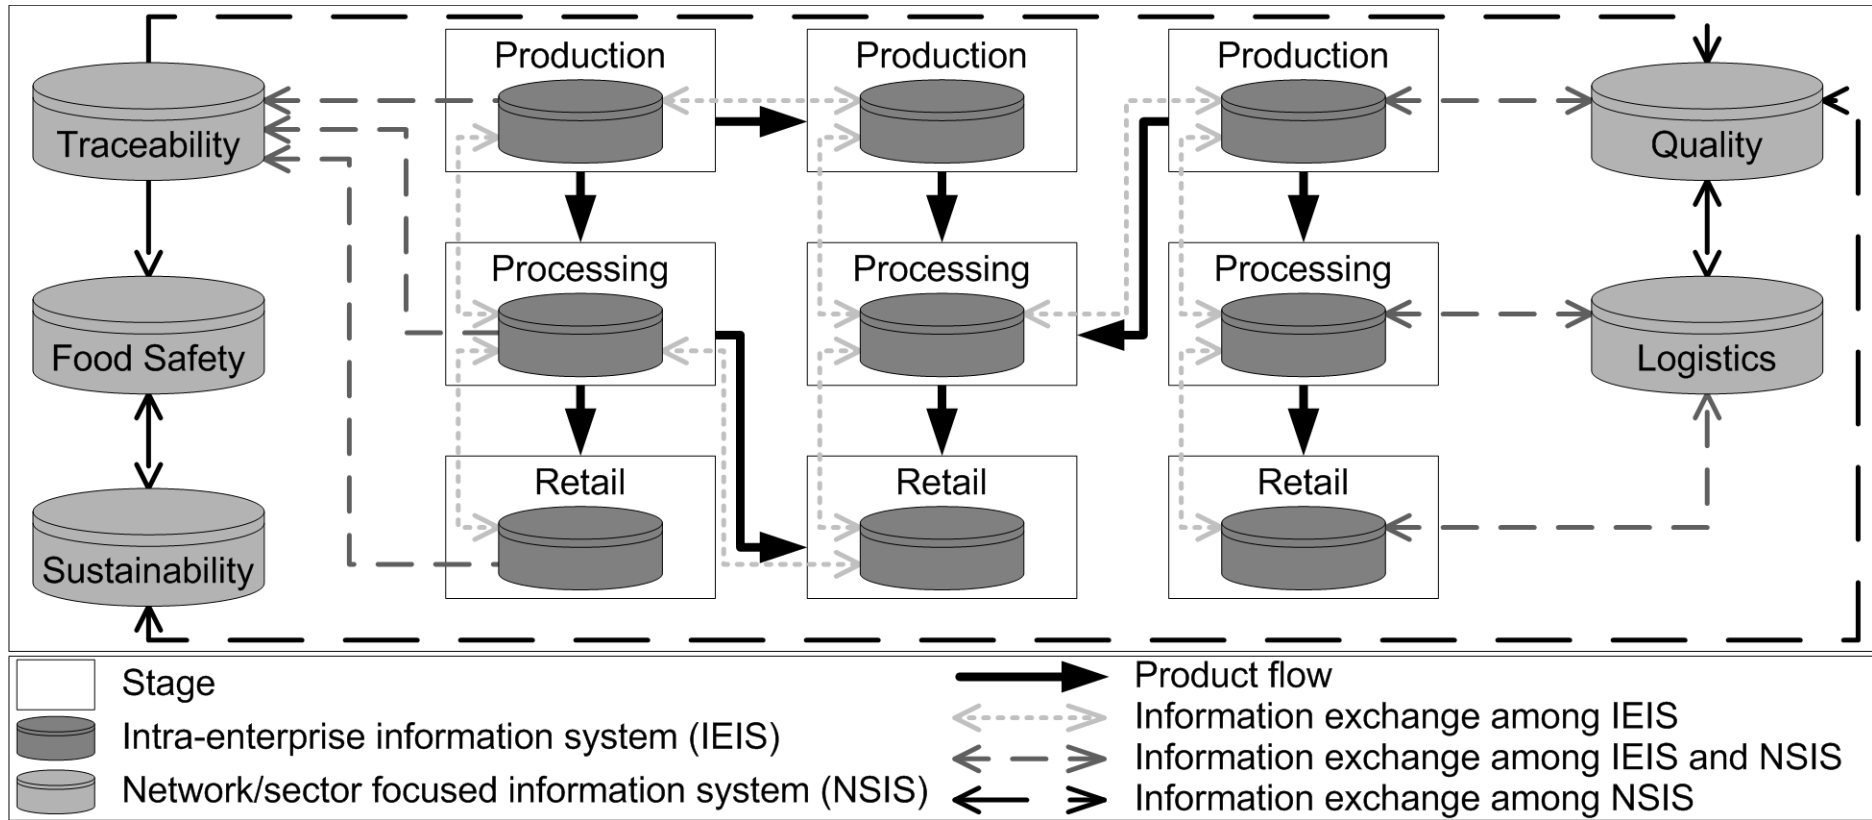 Production
Production
Production
Traceability
Quality
Processing
Processing
Processing
Food Safety
Logistics
Retail
Retail
Retail
Sustainability
Stage
Intra-enterprise information system (IEIS)
Network/sector focused information system (NSIS)
Product flow
Information exchange among IEIS
Information exchange among IEIS and NSIS
Information exchange among NSIS